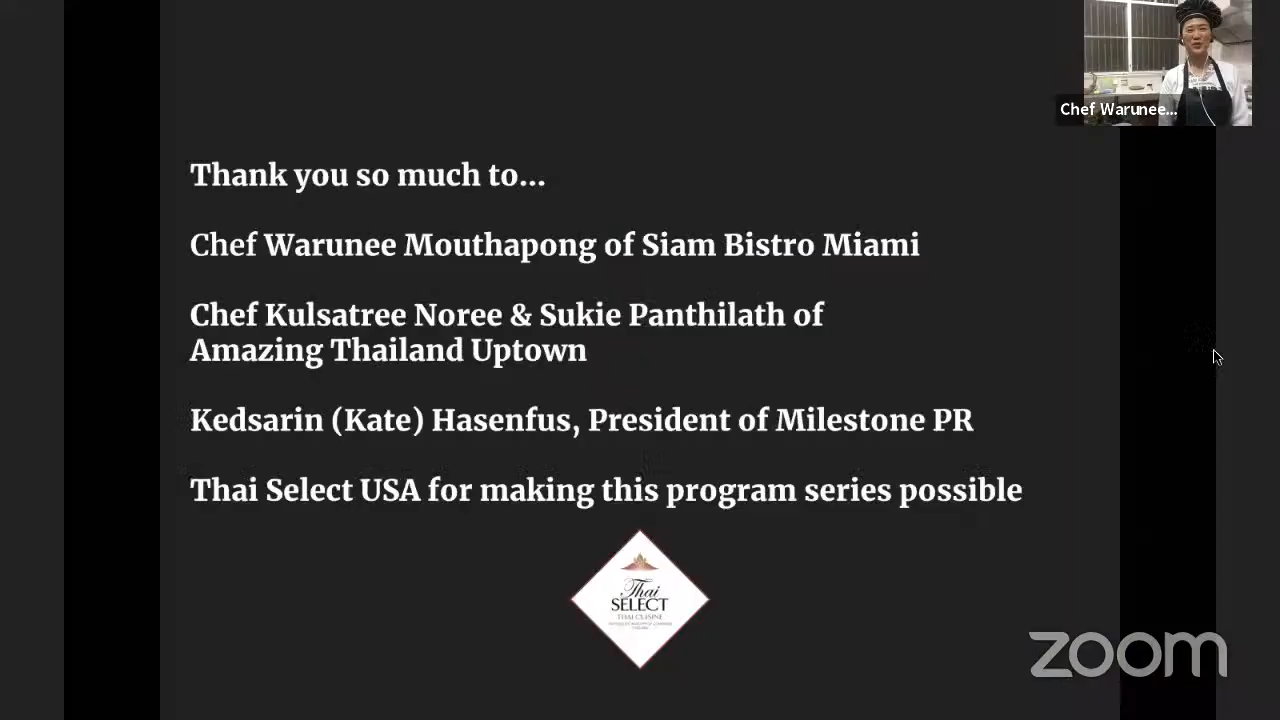 Chef Warunee...
Thank you so much to...
Chef Warunee Mouthapong of Siam Bistro Miami
Chef Kulsatree Noree & Sukie Panthilath of
Amazing Thailand Uptown
Kedsarin (Kate) Hasenfus, President of Milestone PR
Thai Select USA for making this program series possible
Thai
SELECT
THAI CUISINE
zoom